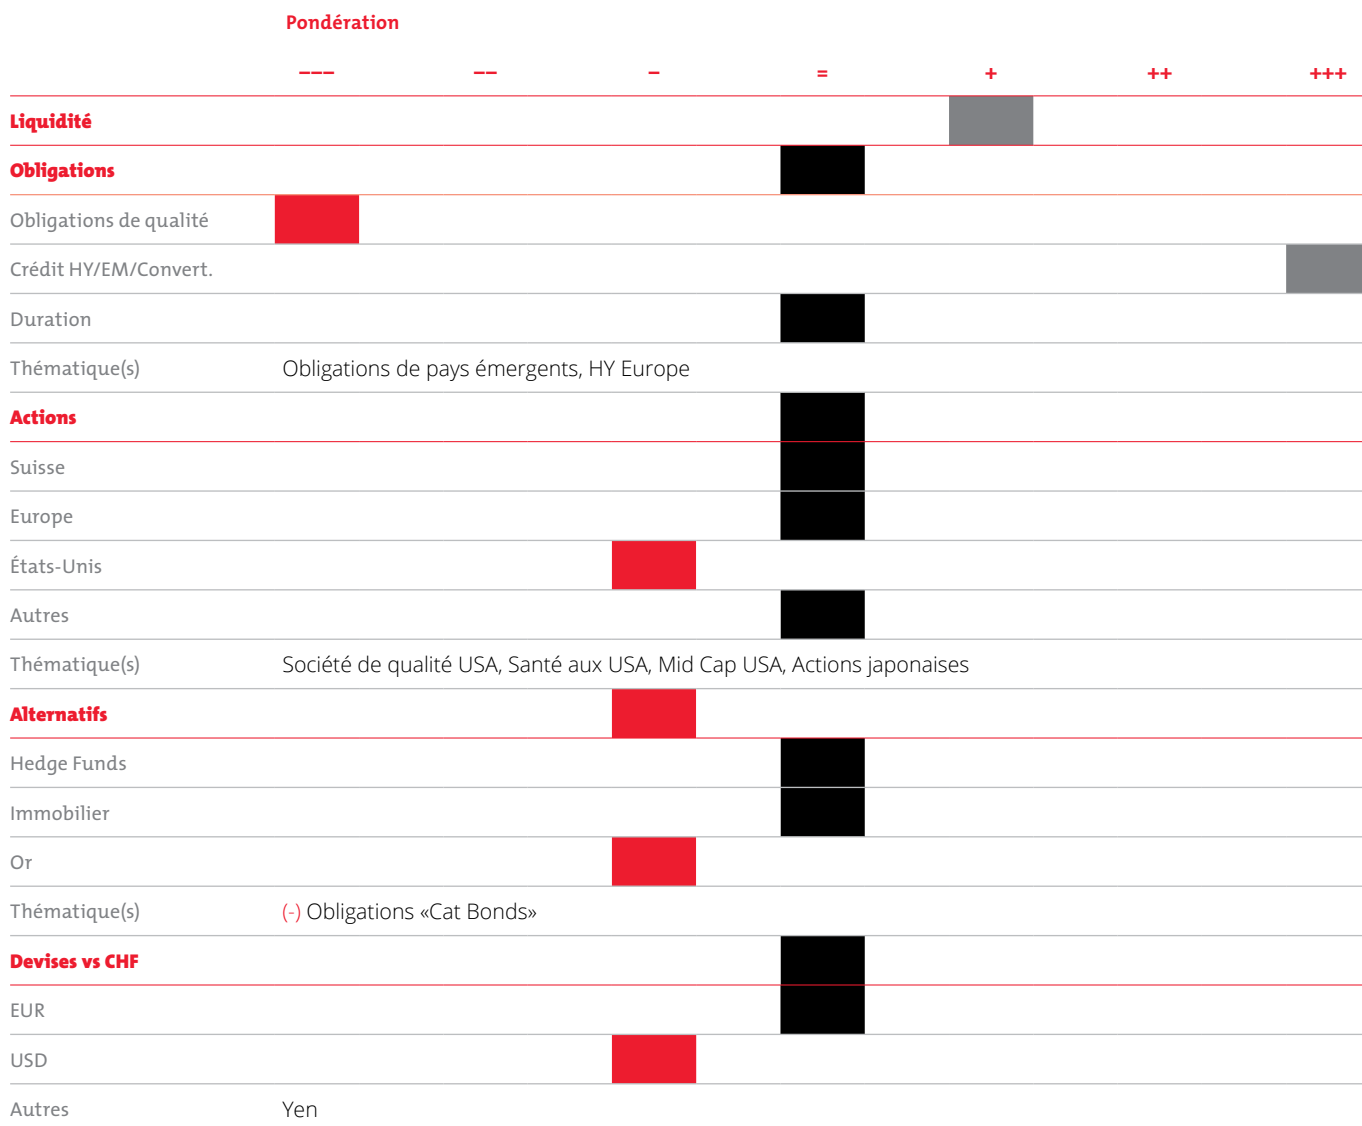 Pondération
––– –– – = + ++ +++
Liquidité
Obligations
Obligations de qualité
Crédit HY/EM/Convert.
Duration
Thématique(s) Obligations de pays émergents, HY Europe
Actions
Suisse
Europe
États-Unis
Autres
Thématique(s) Société de qualité USA, Santé aux USA, Mid Cap USA, Actions japonaises
Alternatifs
Hedge Funds
Immobilier
Or
Thématique(s) (-) Obligations «Cat Bonds»
Devises vs CHF
EUR
USD
Autres Yen